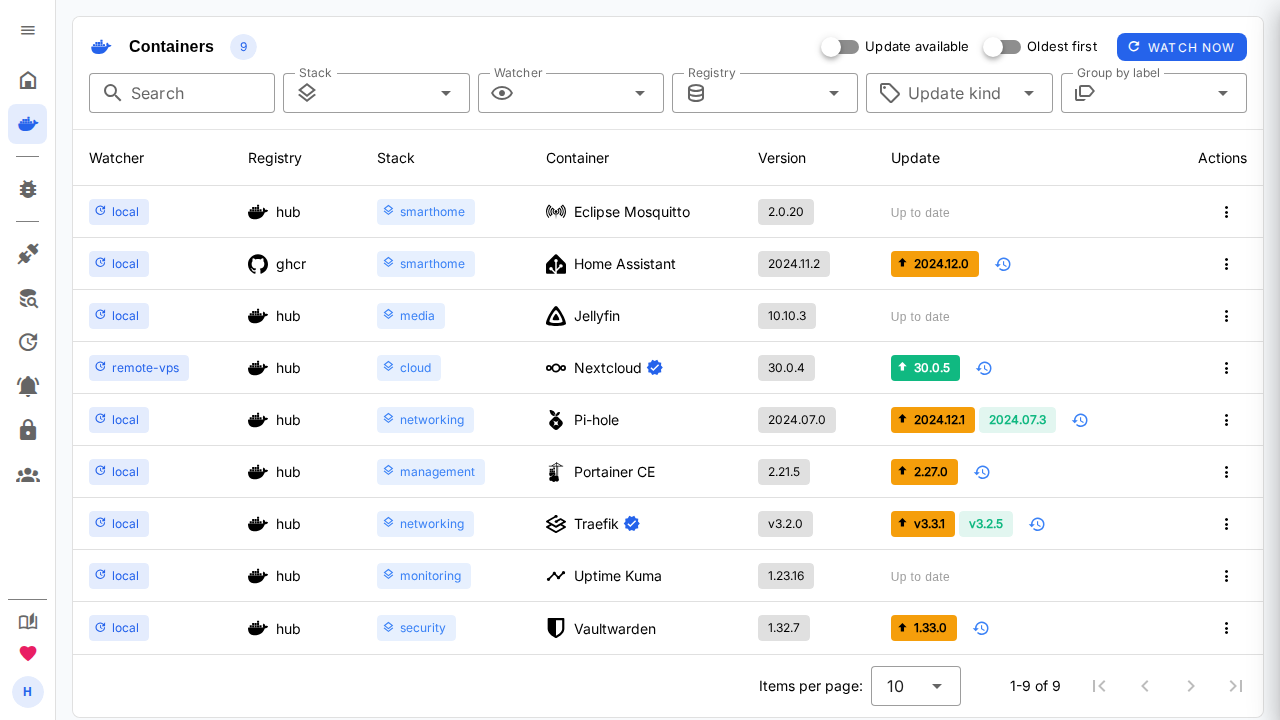 Containers 9 Update available Oldest first WATCH NOW
Search Stack Watcher Registry Update kind Group by label
Watcher Registry Stack Container Version Update Actions
local hub smarthome Eclipse Mosquitto 2.0.20 Up to date
local ghcr smarthome Home Assistant 2024.11.2 2024.12.0
local hub media Jellyfin 10.10.3 Up to date
remote-vps hub cloud Nextcloud 30.0.4 30.0.5
local hub networking Pi-hole 2024.07.0 2024.12.1 2024.07.3
local hub management Portainer CE 2.21.5 2.27.0
local hub networking Traefik v3.2.0 v3.3.1 v3.2.5
local hub monitoring Uptime Kuma 1.23.16 Up to date
local hub security Vaultwarden 1.32.7 1.33.0
Items per page: 10 1-9 of 9
H